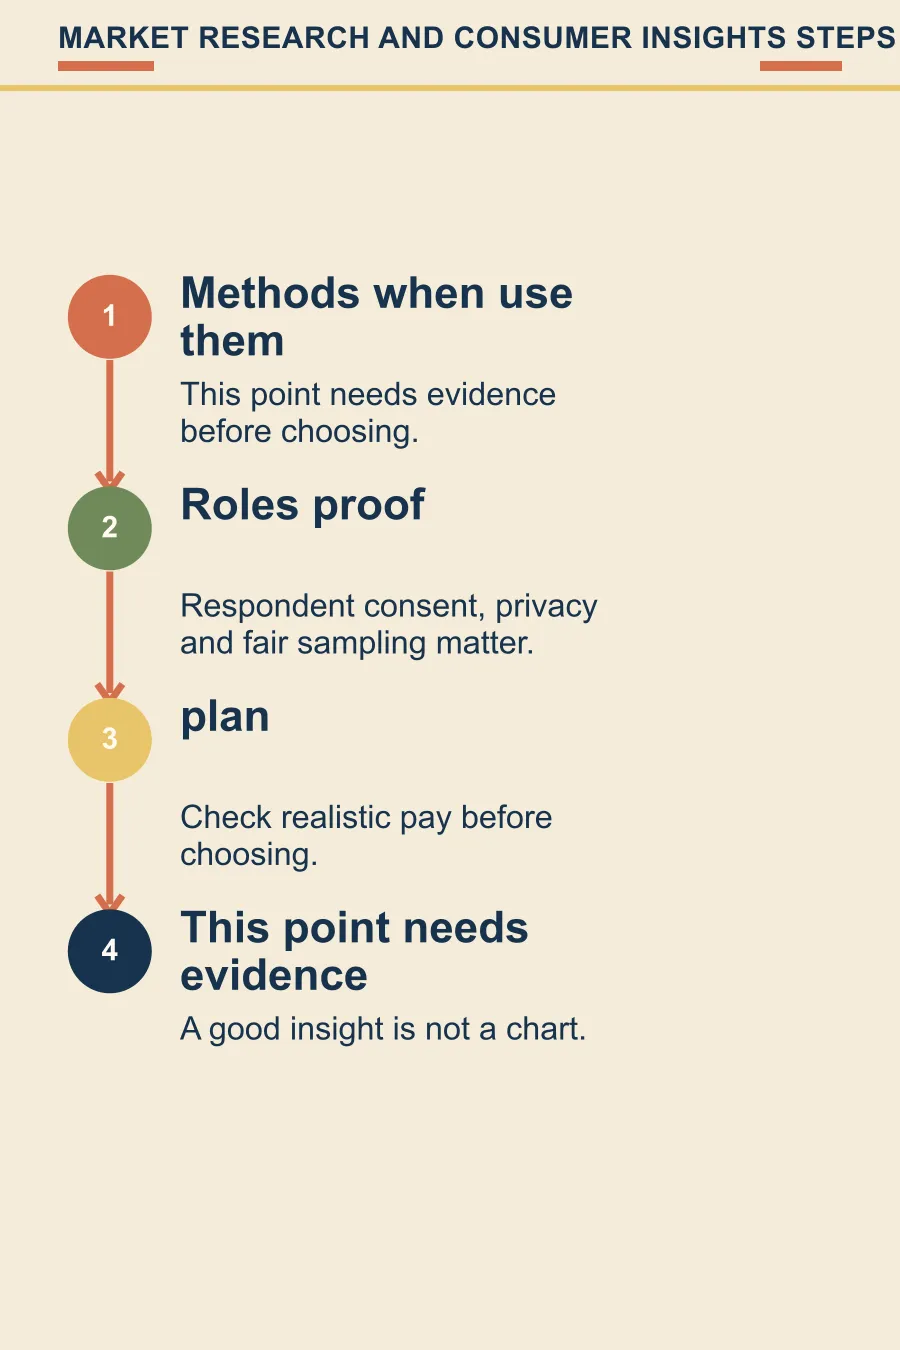 MARKET RESEARCH AND CONSUMER INSIGHTS STEPS
1
Methods when use
them
This point needs evidence
before choosing.
2
Roles proof
Respondent consent, privacy
and fair sampling matter.
3
plan
Check realistic pay before
choosing.
4
This point needs
evidence
A good insight is not a chart.